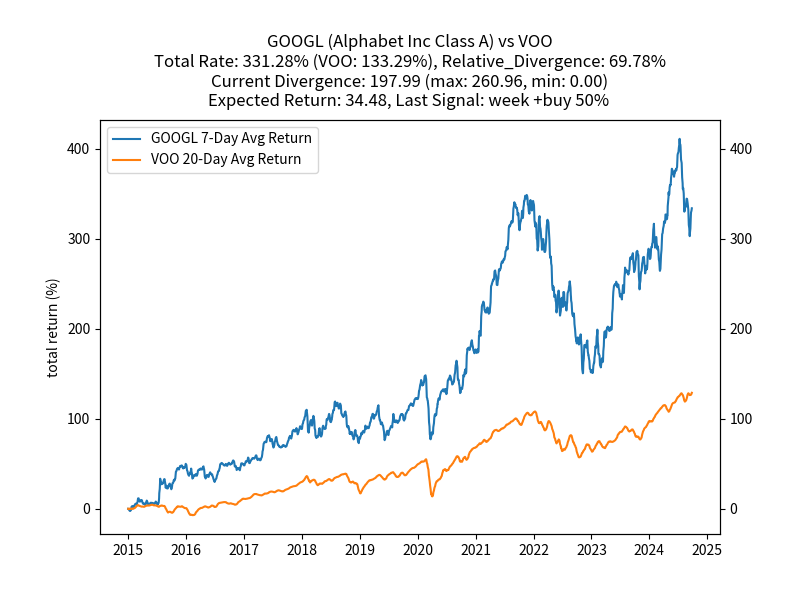 GOOGL (Alphabet Inc Class A) vs VOO
Total Rate: 331.28% (VOO: 133.29%), Relative_Divergence: 69.78%
Current Divergence: 197.99 (max: 260.96, min: 0.00)
Expected Return: 34.48, Last Signal: week +buy 50%
GOOGL 7-Day Avg Return
VOO 20-Day Avg Return
total return (%)
400 400
300 300
200 200
100 100
0 0
2015 2016 2017 2018 2019 2020 2021 2022 2023 2024 2025